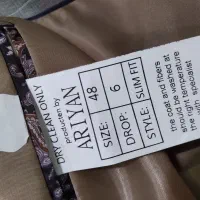 DRY CLEAN ONLY
producten by
ARIYAN
SIZE: 48
DROP: 6
STYLE: SLIM FIT
the coat and fibers
should be washed at
the right temperature
with specialist